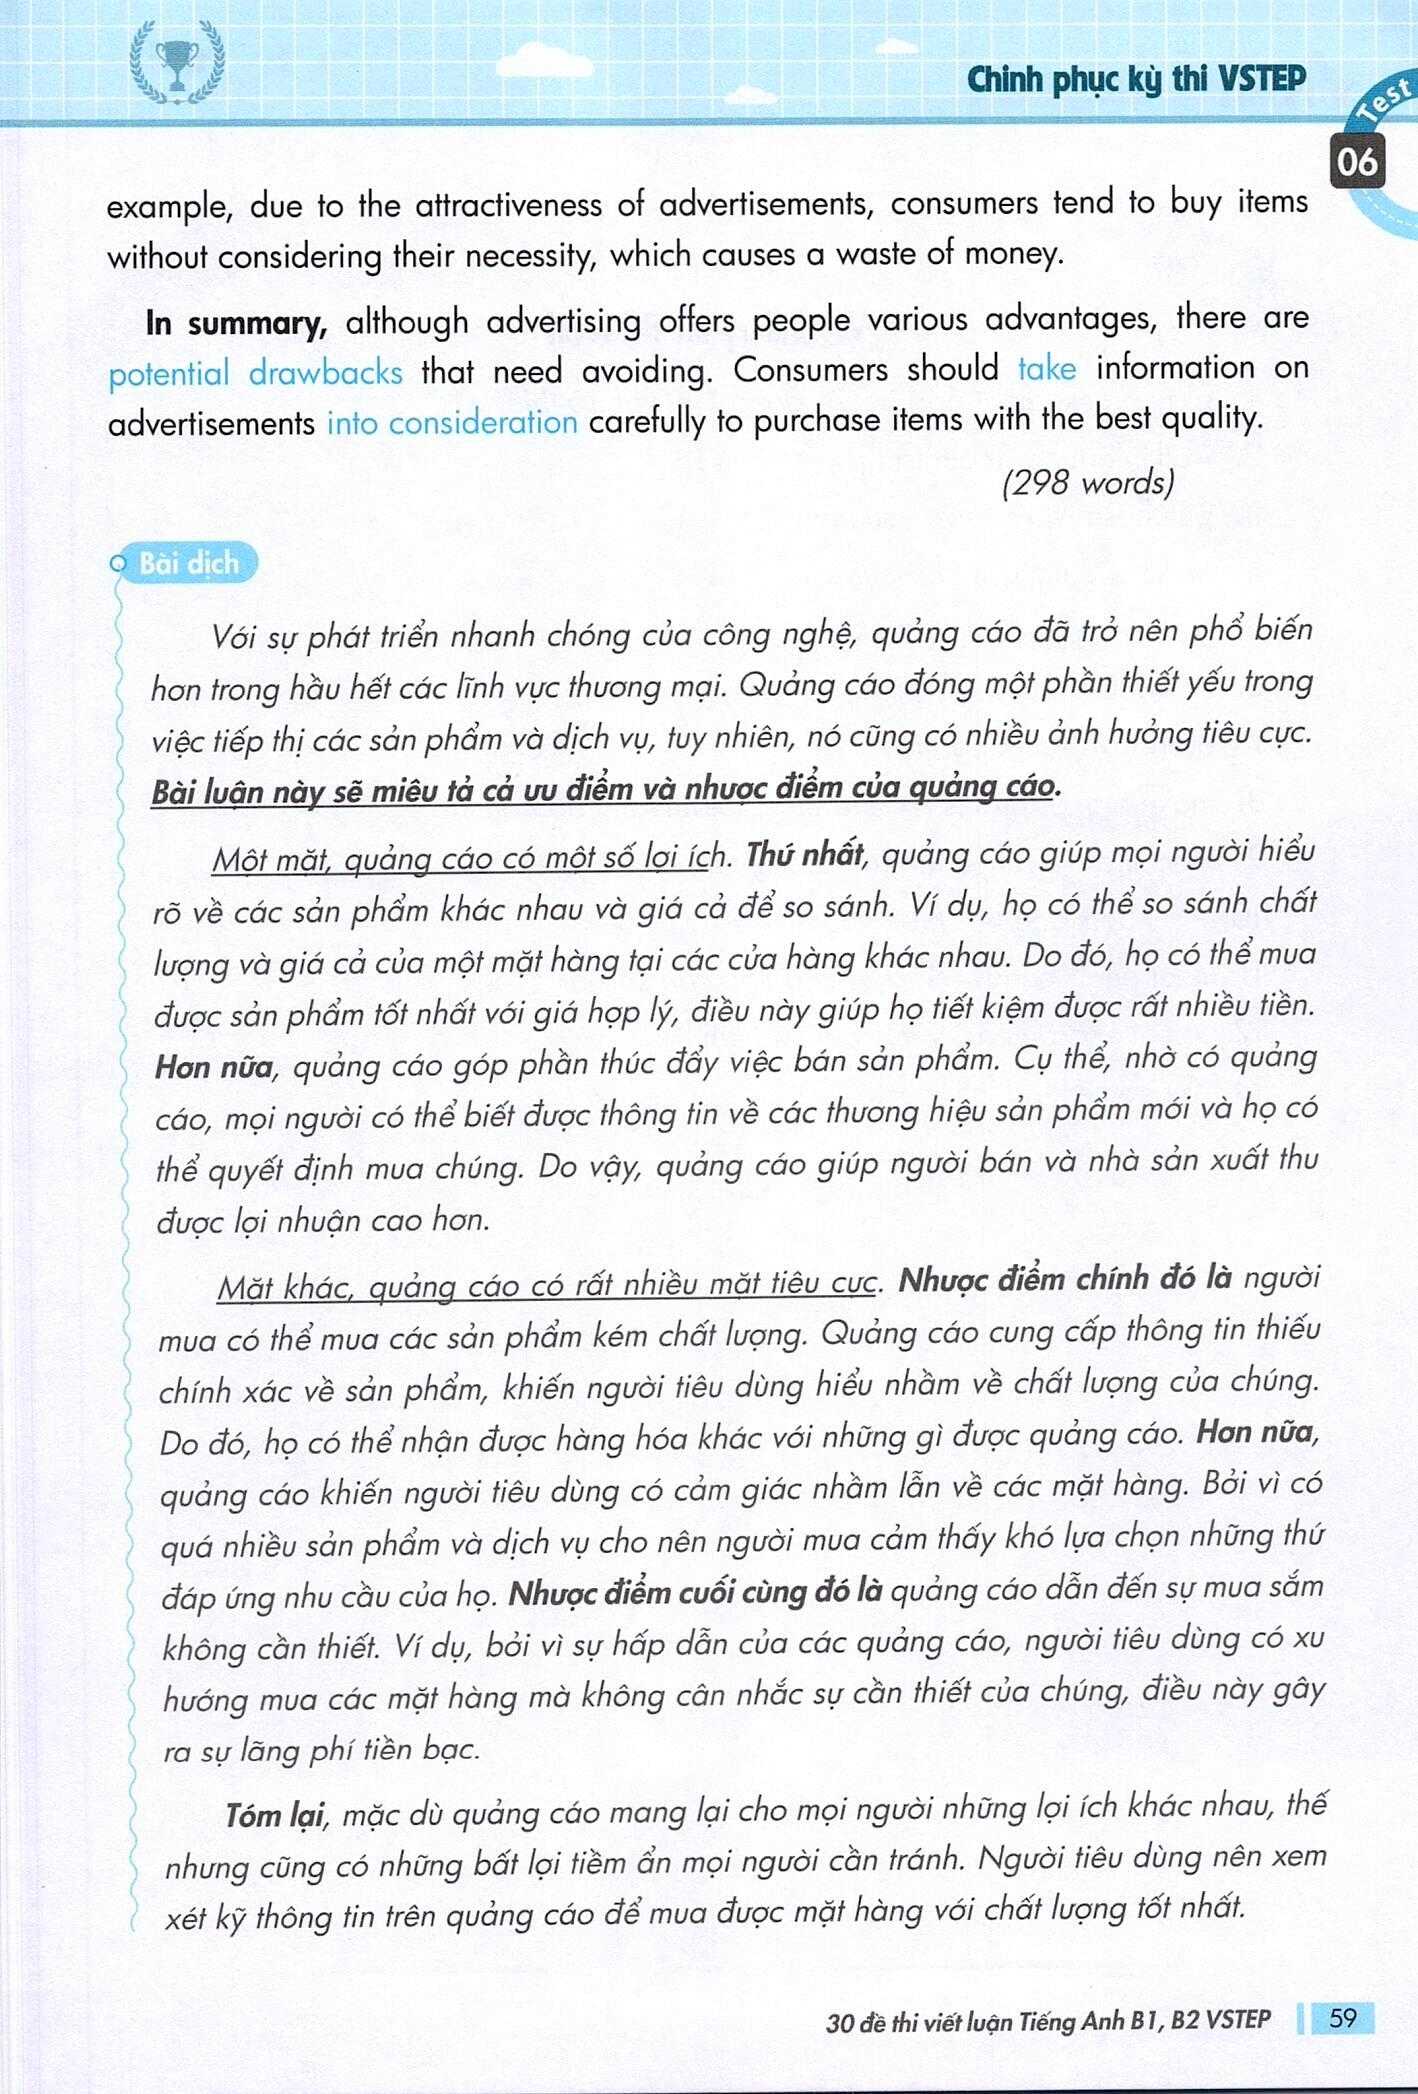 Chinh phục kỳ thi VSTEP
Test
06
example, due to the attractiveness of advertisements, consumers tend to buy items
without considering their necessity, which causes a waste of money.
In summary, although advertising offers people various advantages, there are
potential drawbacks that need avoiding. Consumers should take information on
advertisements into consideration carefully to purchase items with the best quality.
(298 words)
Bài dịch
Với sự phát triển nhanh chóng của công nghệ, quảng cáo đã trở nên phổ biến
hơn trong hầu hết các lĩnh vực thương mại. Quảng cáo đóng một phần thiết yếu trong
việc tiếp thị các sản phẩm và dịch vụ, tuy nhiên, nó cũng có nhiều ảnh hưởng tiêu cực.
Bài luận này sẽ miêu tả cả ưu điểm và nhược điểm của quảng cáo.
Một mặt, quảng cáo có một số lợi ích. Thứ nhất, quảng cáo giúp mọi người hiểu
rõ về các sản phẩm khác nhau và giá cả để so sánh. Ví dụ, họ có thể so sánh chất
lượng và giá cả của một mặt hàng tại các cửa hàng khác nhau. Do đó, họ có thể mua
được sản phẩm tốt nhất với giá hợp lý, điều này giúp họ tiết kiệm được rất nhiều tiền.
Hơn nữa, quảng cáo góp phần thúc đẩy việc bán sản phẩm. Cụ thể, nhờ có quảng
cáo, mọi người có thể biết được thông tin về các thương hiệu sản phẩm mới và họ có
thể quyết định mua chúng. Do vậy, quảng cáo giúp người bán và nhà sản xuất thu
được lợi nhuận cao hơn.
Mặt khác, quảng cáo có rất nhiều mặt tiêu cực. Nhược điểm chính đó là người
mua có thể mua các sản phẩm kém chất lượng. Quảng cáo cung cấp thông tin thiếu
chính xác về sản phẩm, khiến người tiêu dùng hiểu nhầm về chất lượng của chúng.
Do đó, họ có thể nhận được hàng hóa khác với những gì được quảng cáo. Hơn nữa,
quảng cáo khiến người tiêu dùng có cảm giác nhầm lẫn về các mặt hàng. Bởi vì có
quá nhiều sản phẩm và dịch vụ cho nên người mua cảm thấy khó lựa chọn những thứ
đáp ứng nhu cầu của họ. Nhược điểm cuối cùng đó là quảng cáo dẫn đến sự mua sắm
không cần thiết. Ví dụ, bởi vì sự hấp dẫn của các quảng cáo, người tiêu dùng có xu
hướng mua các mặt hàng mà không cân nhắc sự cần thiết của chúng, điều này gây
ra sự lãng phí tiền bạc.
Tóm lại, mặc dù quảng cáo mang lại cho mọi người những lợi ích khác nhau, thế
nhưng cũng có những bất lợi tiềm ẩn mọi người cần tránh. Người tiêu dùng nên xem
xét kỹ thông tin trên quảng cáo để mua được mặt hàng với chất lượng tốt nhất.
30 đề thi viết luận Tiếng Anh B1, B2 VSTEP
59